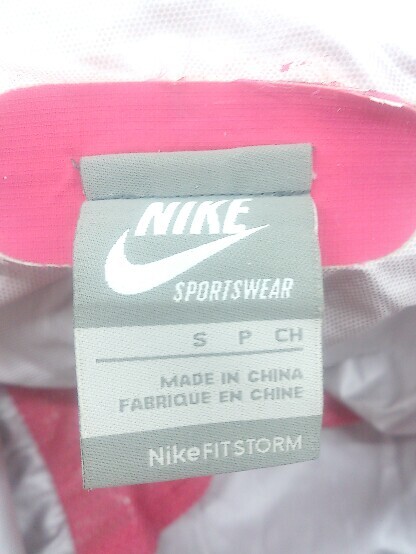 NIKE
SPORTSWEAR
S P CH
MADE IN CHINA
FABRIQUE EN CHINE
NikeFITSTORM